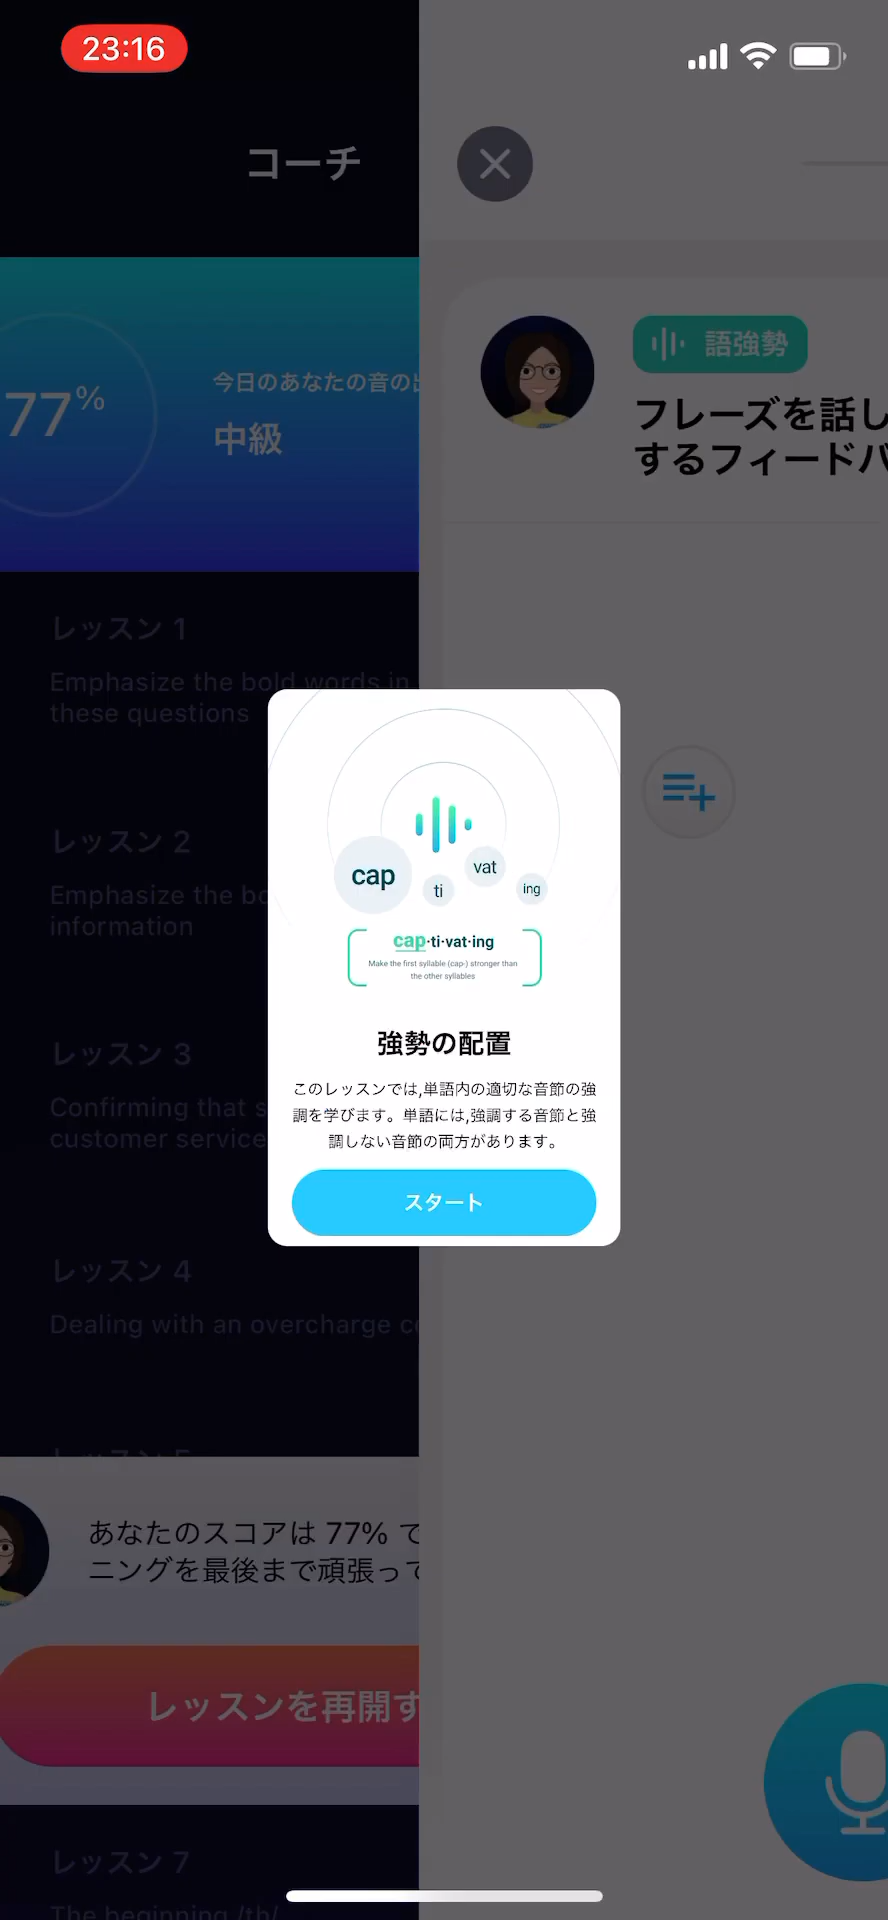 23:16
コーチ
77%
今日のあなたの音の
中級
レッスン 1
Emphasize the bold words in
these questions
レッスン 2
Emphasize the
information
レッスン 3
Confirming that
customer service
レッスン 4
Dealing with an overcharge
あなたのスコアは 77% で
ニングを最後まで頑張って
レッスンを再開す
レッスン 7
The beginning /th/
語強勢
フレーズを話し
するフィードバ
cap
ti
vat
ing
cap·ti·vat·ing
Make the first syllable (cap-) stronger than
the other syllables
強勢の配置
このレッスンでは,単語内の適切な音節の強
調を学びます。単語には,強調する音節と強
調しない音節の両方があります。
スタート